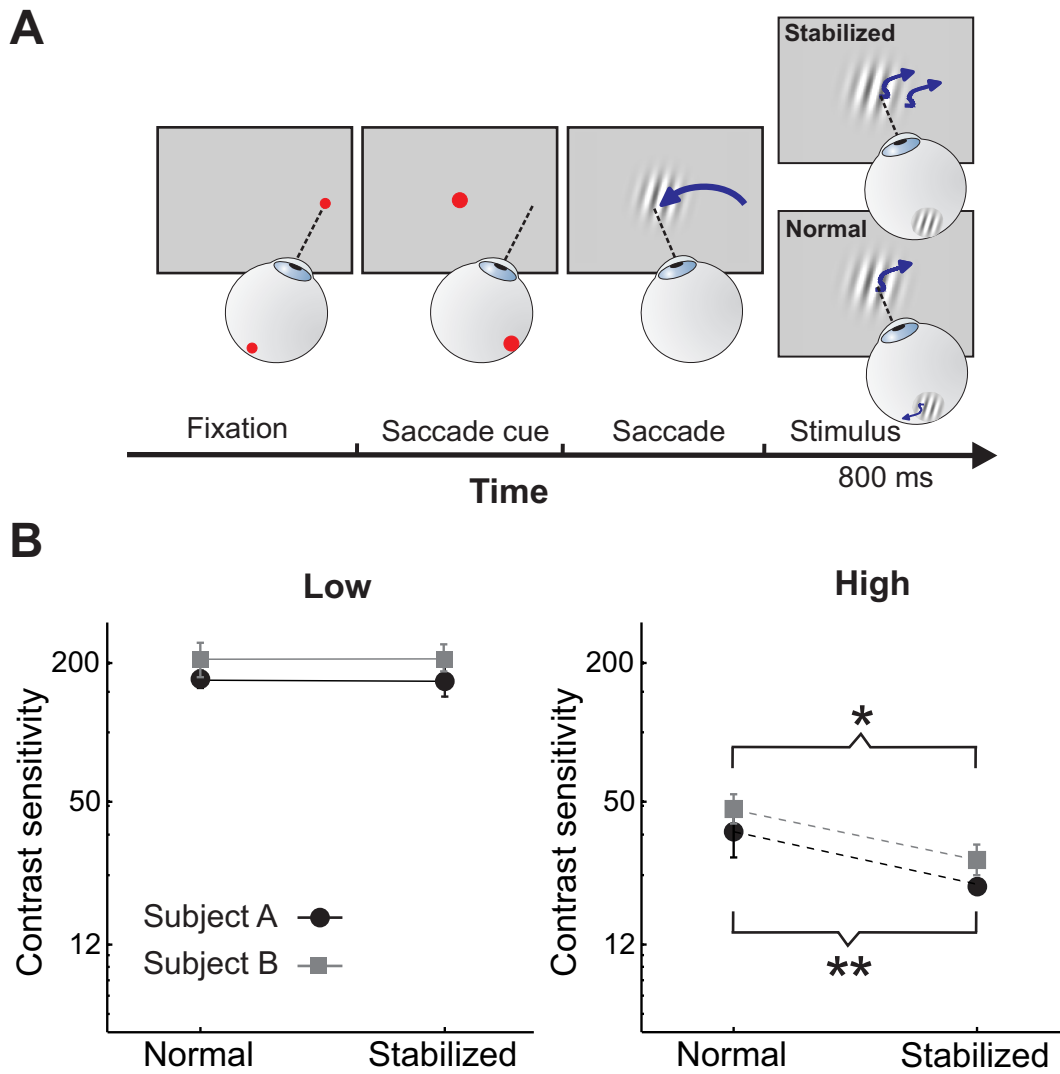 A
Stabilized
Normal
Fixation
Saccade cue
Saccade
Stimulus
800 ms
Time
B
Low
Contrast sensitivity
200
50
12
Subject A
Subject B
Normal
Stabilized
High
Contrast sensitivity
200
50
12
*
**
Normal
Stabilized